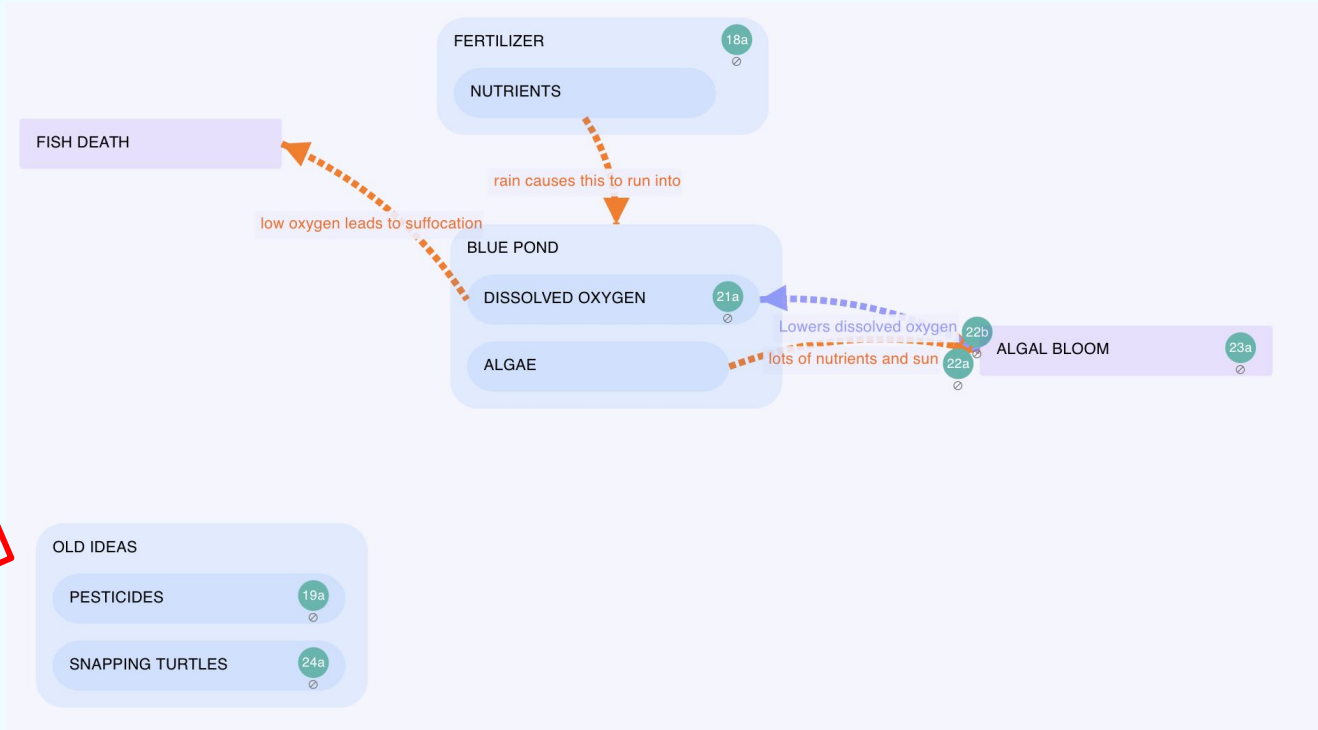 FERTILIZER
18a
NUTRIENTS
FISH DEATH
rain causes this to run into
low oxygen leads to suffocation
BLUE POND
DISSOLVED OXYGEN
21a
Lowers dissolved oxygen
22b
ALGAE
lots of nutrients and sun
22a
ALGAL BLOOM
23a
OLD IDEAS
PESTICIDES
19a
SNAPPING TURTLES
24a